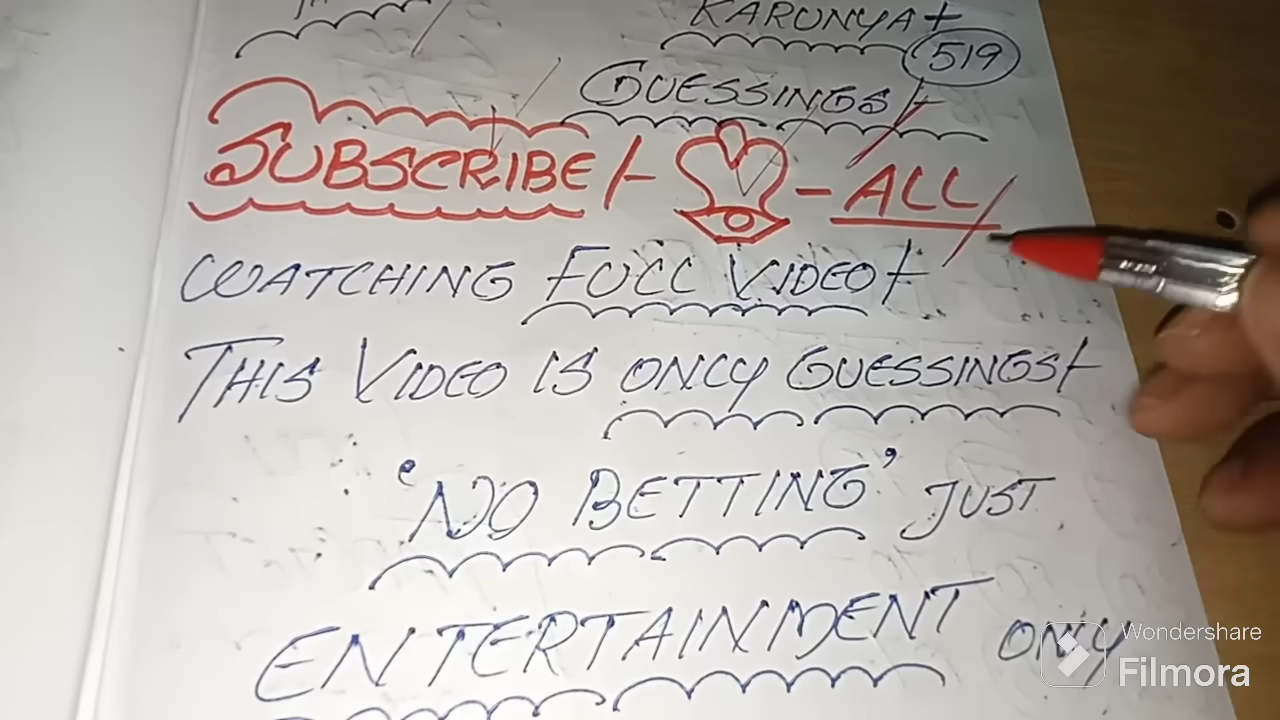 KARUNYA+
519
GUESSINGS/-
SUBSCRIBE/- - ALL/
WATCHING FULL VIDEO/-
THIS VIDEO IS ONLY GUESSINGS/-
'NO BETTING' JUST
ENTERTAINMENT ONLY
Wondershare
Filmora